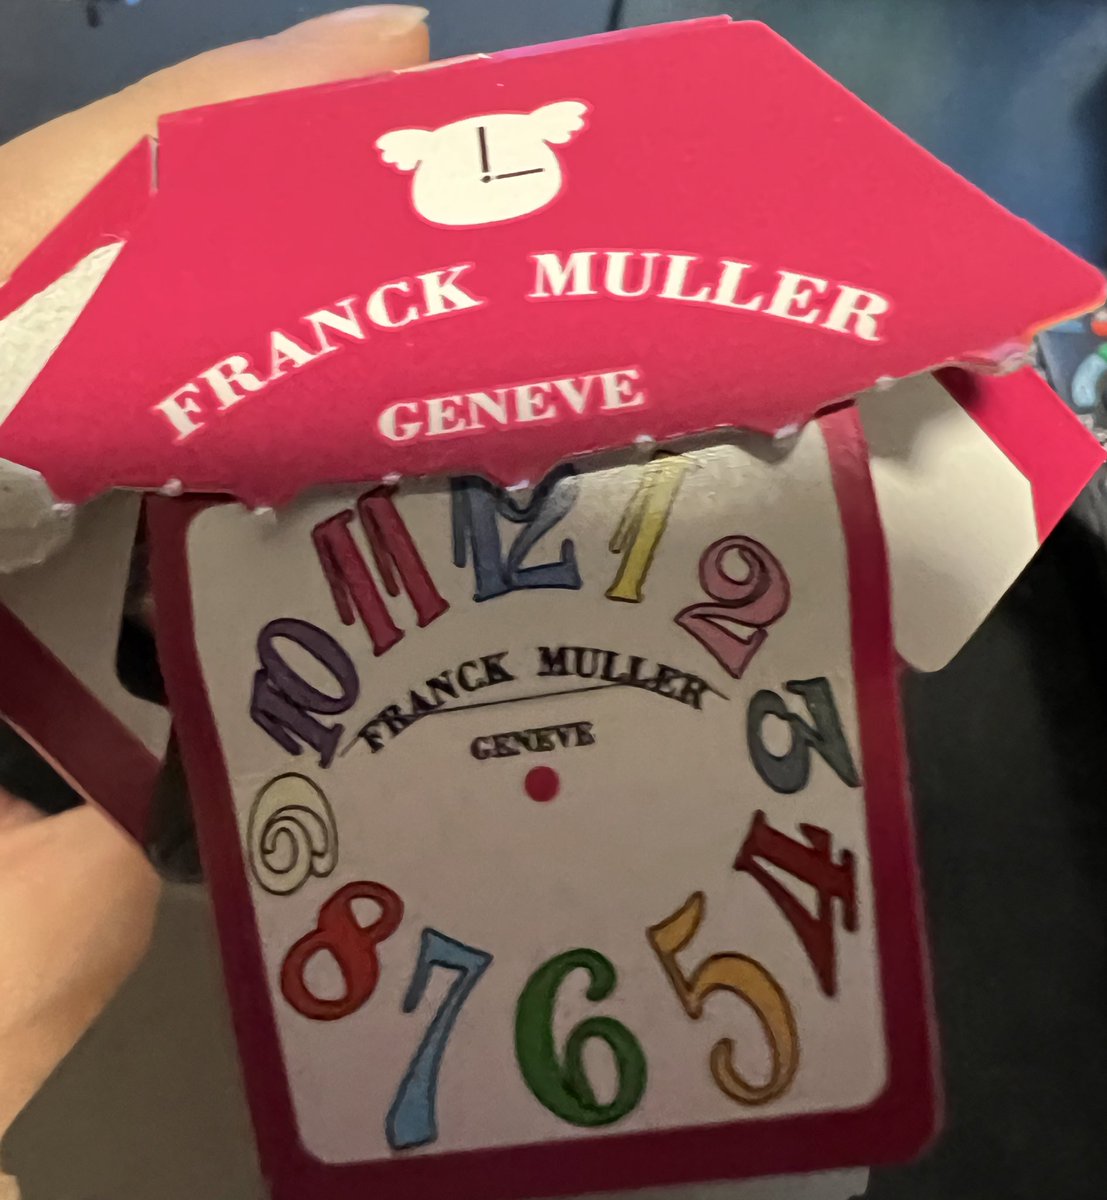 FRANCK MULLER
GENEVE
11 12 1
10 2
FRANCK MULLER
GENEVE
9 3
8 4
7 6 5